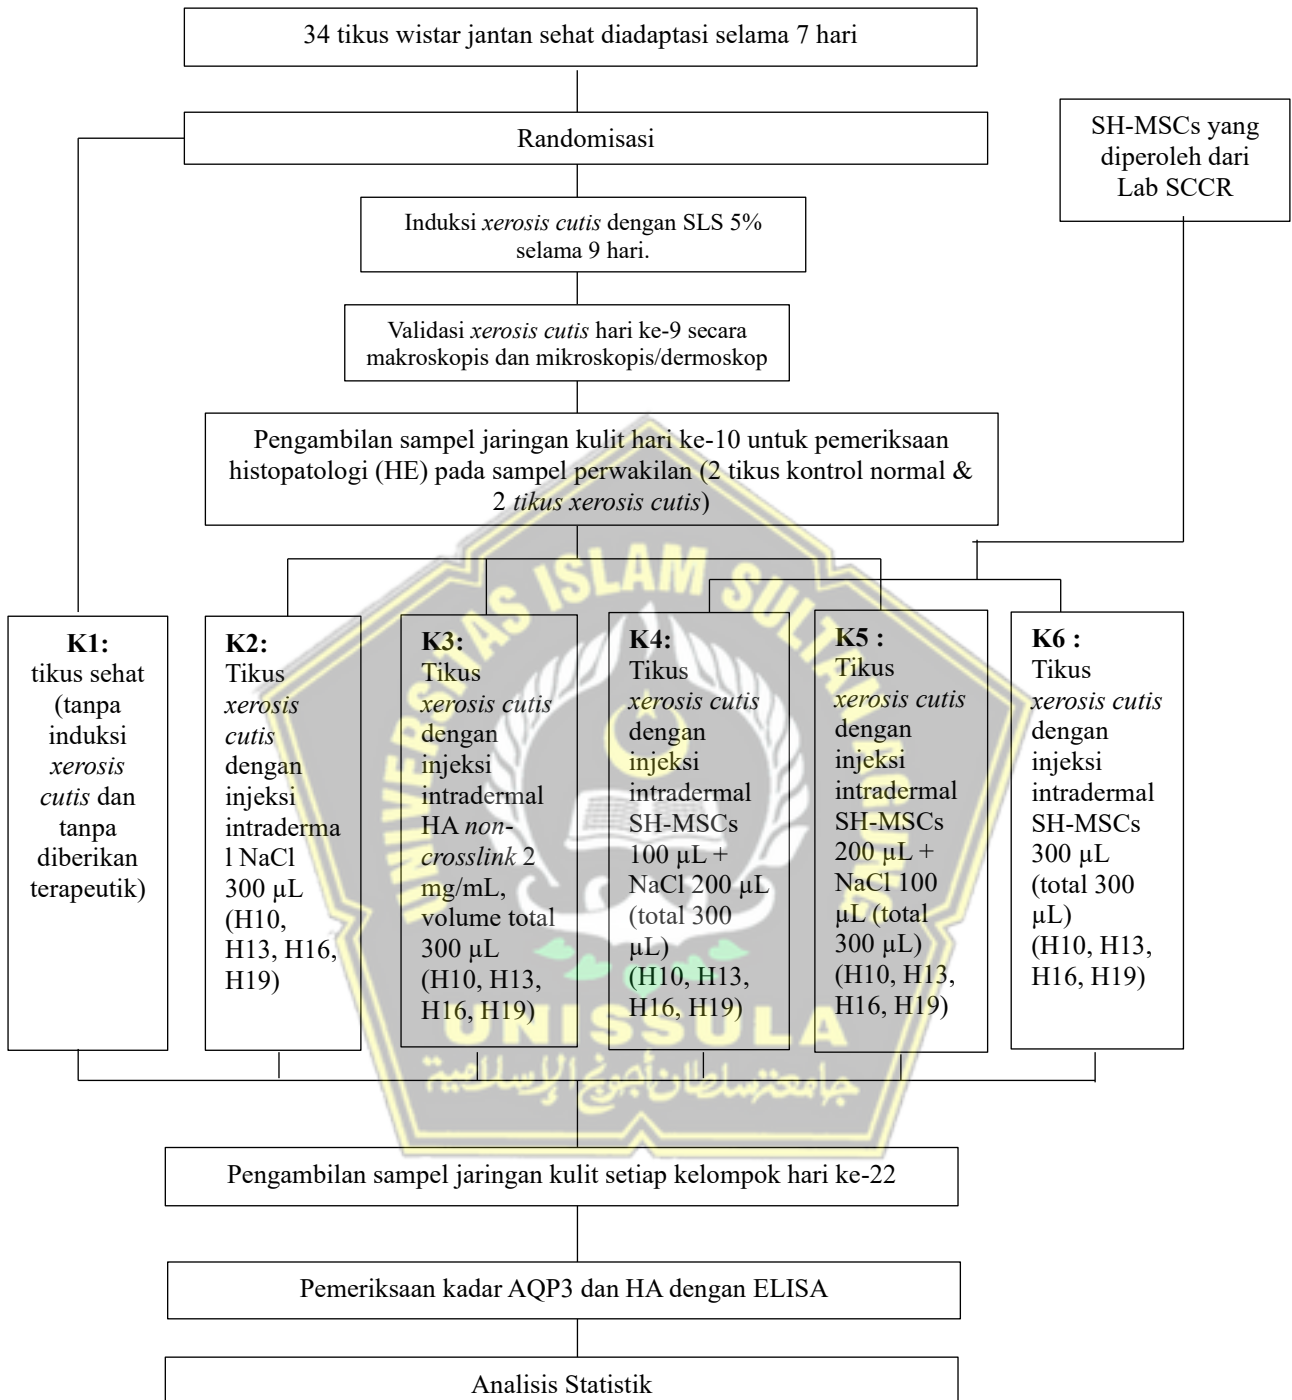 34 tikus wistar jantan sehat diadaptasi selama 7 hari
Randomisasi
SH-MSCs yang
diperoleh dari
Lab SCCR
Induksi xerosis cutis dengan SLS 5%
selama 9 hari.
Validasi xerosis cutis hari ke-9 secara
makroskopis dan mikroskopis/dermoskop
Pengambilan sampel jaringan kulit hari ke-10 untuk pemeriksaan
histopatologi (HE) pada sampel perwakilan (2 tikus kontrol normal &
2 tikus xerosis cutis)
K1:
tikus sehat
(tanpa
induksi
xerosis
cutis dan
tanpa
diberikan
terapeutik)
K2:
Tikus
xerosis
cutis
dengan
injeksi
intraderma
l NaCl
300 µL
(H10,
H13, H16,
H19)
K3:
Tikus
xerosis cutis
dengan
injeksi
intradermal
HA non-
crosslink 2
mg/mL,
volume total
300 µL
(H10, H13,
H16, H19)
K4:
Tikus
xerosis cutis
dengan
injeksi
intradermal
SH-MSCs
100 µL +
NaCl 200 µL
(total 300
µL)
(H10, H13,
H16, H19)
K5 :
Tikus
xerosis cutis
dengan
injeksi
intradermal
SH-MSCs
200 µL +
NaCl 100
µL (total
300 µL)
(H10, H13,
H16, H19)
K6 :
Tikus
xerosis cutis
dengan
injeksi
intradermal
SH-MSCs
300 µL
(total 300
µL)
(H10, H13,
H16, H19)
UNIVERSITAS ISLAM SULTAN AGUNG
UNISSULA
جامعتسلطان أجونج الإسلامية
Pengambilan sampel jaringan kulit setiap kelompok hari ke-22
Pemeriksaan kadar AQP3 dan HA dengan ELISA
Analisis Statistik